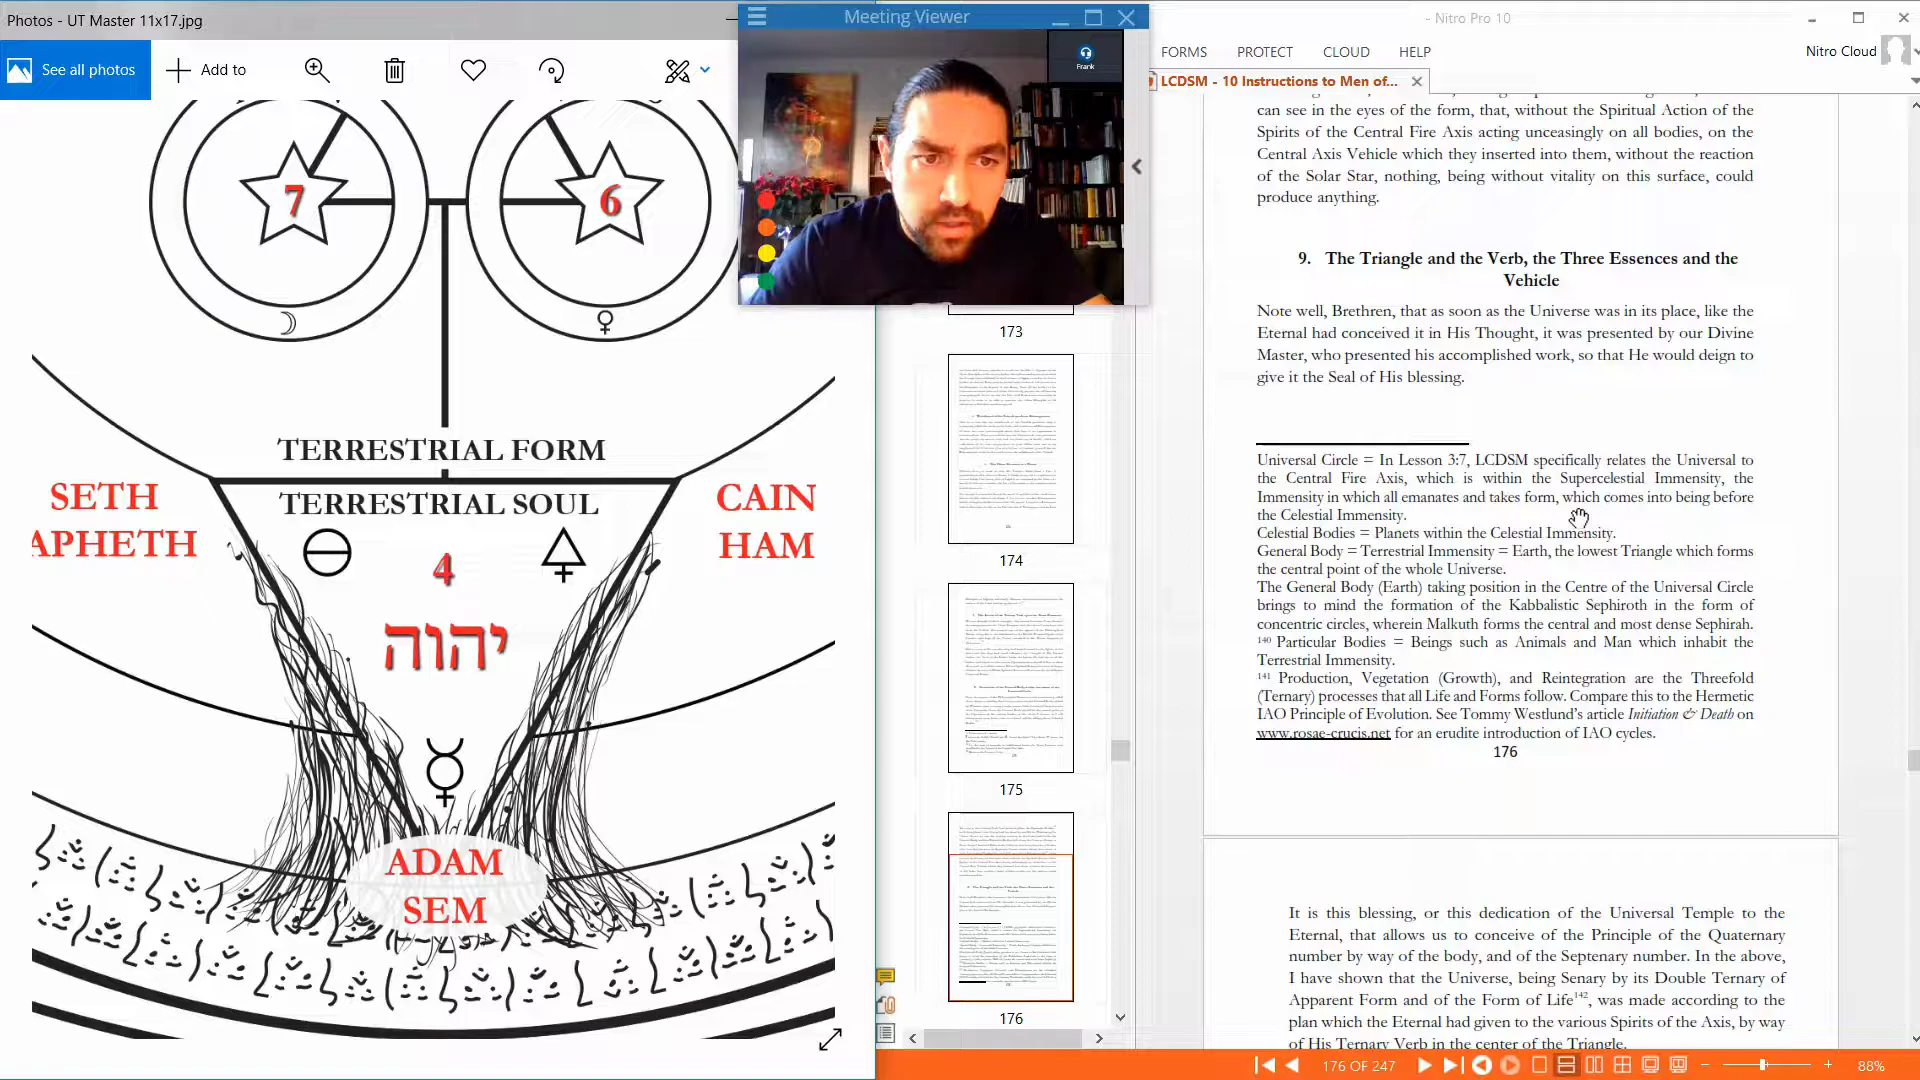 Photos - UT Master 11x17.jpg
See all photos
Add to
7
6
TERRESTRIAL FORM
TERRESTRIAL SOUL
SETH
APHETH
CAIN
HAM
4
יהוה
ADAM
SEM
Meeting Viewer
Frank
173
174
175
176
- Nitro Pro 10
FORMS
PROTECT
CLOUD
HELP
Nitro Cloud
LCDSM - 10 Instructions to Men of...
can see in the eyes of the form, that, without the Spiritual Action of the
Spirits of the Central Fire Axis acting unceasingly on all bodies, on the
Central Axis Vehicle which they inserted into them, without the reaction
of the Solar Star, nothing, being without vitality on this surface, could
produce anything.
9. The Triangle and the Verb, the Three Essences and the
Vehicle
Note well, Brethren, that as soon as the Universe was in its place, like the
Eternal had conceived it in His Thought, it was presented by our Divine
Master, who presented his accomplished work, so that He would deign to
give it the Seal of His blessing.
Universal Circle = In Lesson 3:7, LCDSM specifically relates the Universal to
the Central Fire Axis, which is within the Supercelestial Immensity, the
Immensity in which all emanates and takes form, which comes into being before
the Celestial Immensity.
Celestial Bodies = Planets within the Celestial Immensity.
General Body = Terrestrial Immensity = Earth, the lowest Triangle which forms
the central point of the whole Universe.
The General Body (Earth) taking position in the Centre of the Universal Circle
brings to mind the formation of the Kabbalistic Sephiroth in the form of
concentric circles, wherein Malkuth forms the central and most dense Sephirah.
140 Particular Bodies = Beings such as Animals and Man which inhabit the
Terrestrial Immensity.
141 Production, Vegetation (Growth), and Reintegration are the Threefold
(Ternary) processes that all Life and Forms follow. Compare this to the Hermetic
IAO Principle of Evolution. See Tommy Westlund's article Initiation & Death on
www.rosae-crucis.net for an erudite introduction of IAO cycles.
176
It is this blessing, or this dedication of the Universal Temple to the
Eternal, that allows us to conceive of the Principle of the Quaternary
number by way of the body, and of the Septenary number. In the above,
I have shown that the Universe, being Senary by its Double Ternary of
Apparent Form and of the Form of Life142, was made according to the
plan which the Eternal had given to the various Spirits of the Axis, by way
of His Ternary Verb in the center of the Triangle.
176 OF 247
88%